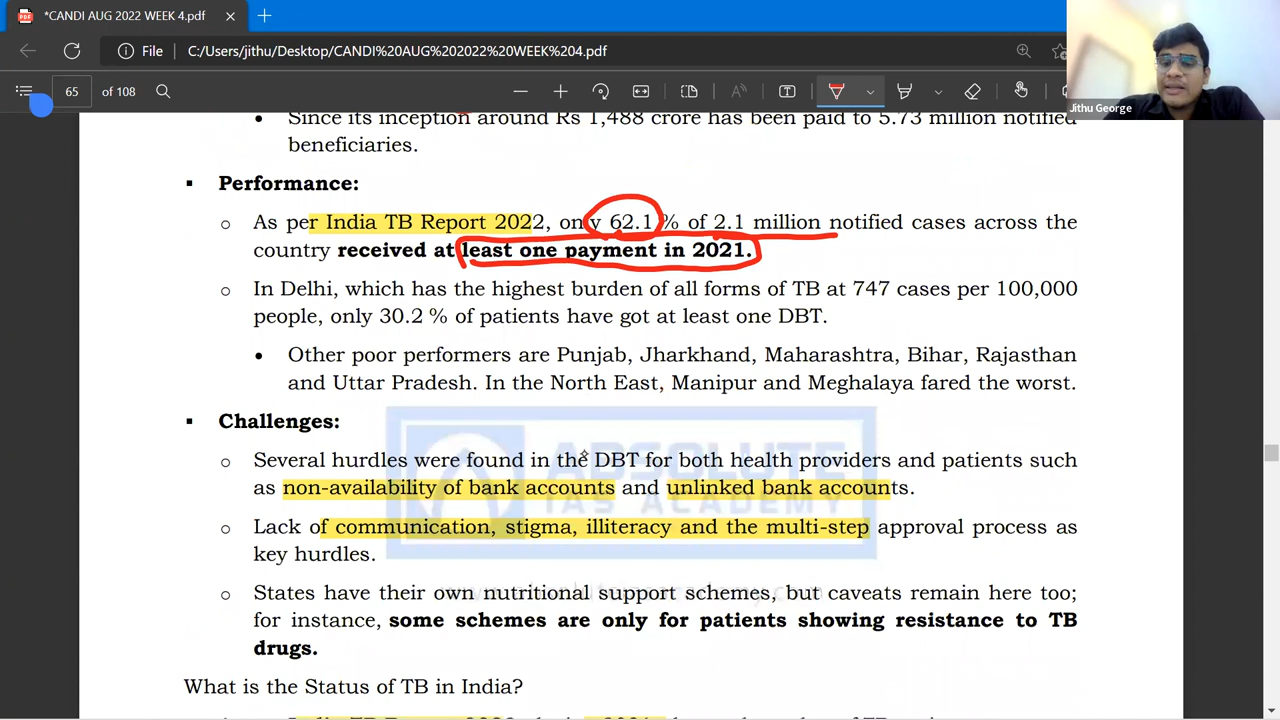 *CANDI AUG 2022 WEEK 4.pdf
File
C:/Users/jithu/Desktop/CANDI%20AUG%202022%20WEEK%204.pdf
65 of 108
Jithu George
Since its inception around Rs 1,488 crore has been paid to 5.73 million notified
beneficiaries.
Performance:
As per India TB Report 2022, only 62.1 % of 2.1 million notified cases across the
country received at least one payment in 2021.
In Delhi, which has the highest burden of all forms of TB at 747 cases per 100,000
people, only 30.2 % of patients have got at least one DBT.
Other poor performers are Punjab, Jharkhand, Maharashtra, Bihar, Rajasthan
and Uttar Pradesh. In the North East, Manipur and Meghalaya fared the worst.
Challenges:
Several hurdles were found in the DBT for both health providers and patients such
as non-availability of bank accounts and unlinked bank accounts.
Lack of communication, stigma, illiteracy and the multi-step approval process as
key hurdles.
States have their own nutritional support schemes, but caveats remain here too;
for instance, some schemes are only for patients showing resistance to TB
drugs.
What is the Status of TB in India?
ABSOLUTE
IAS ACADEMY